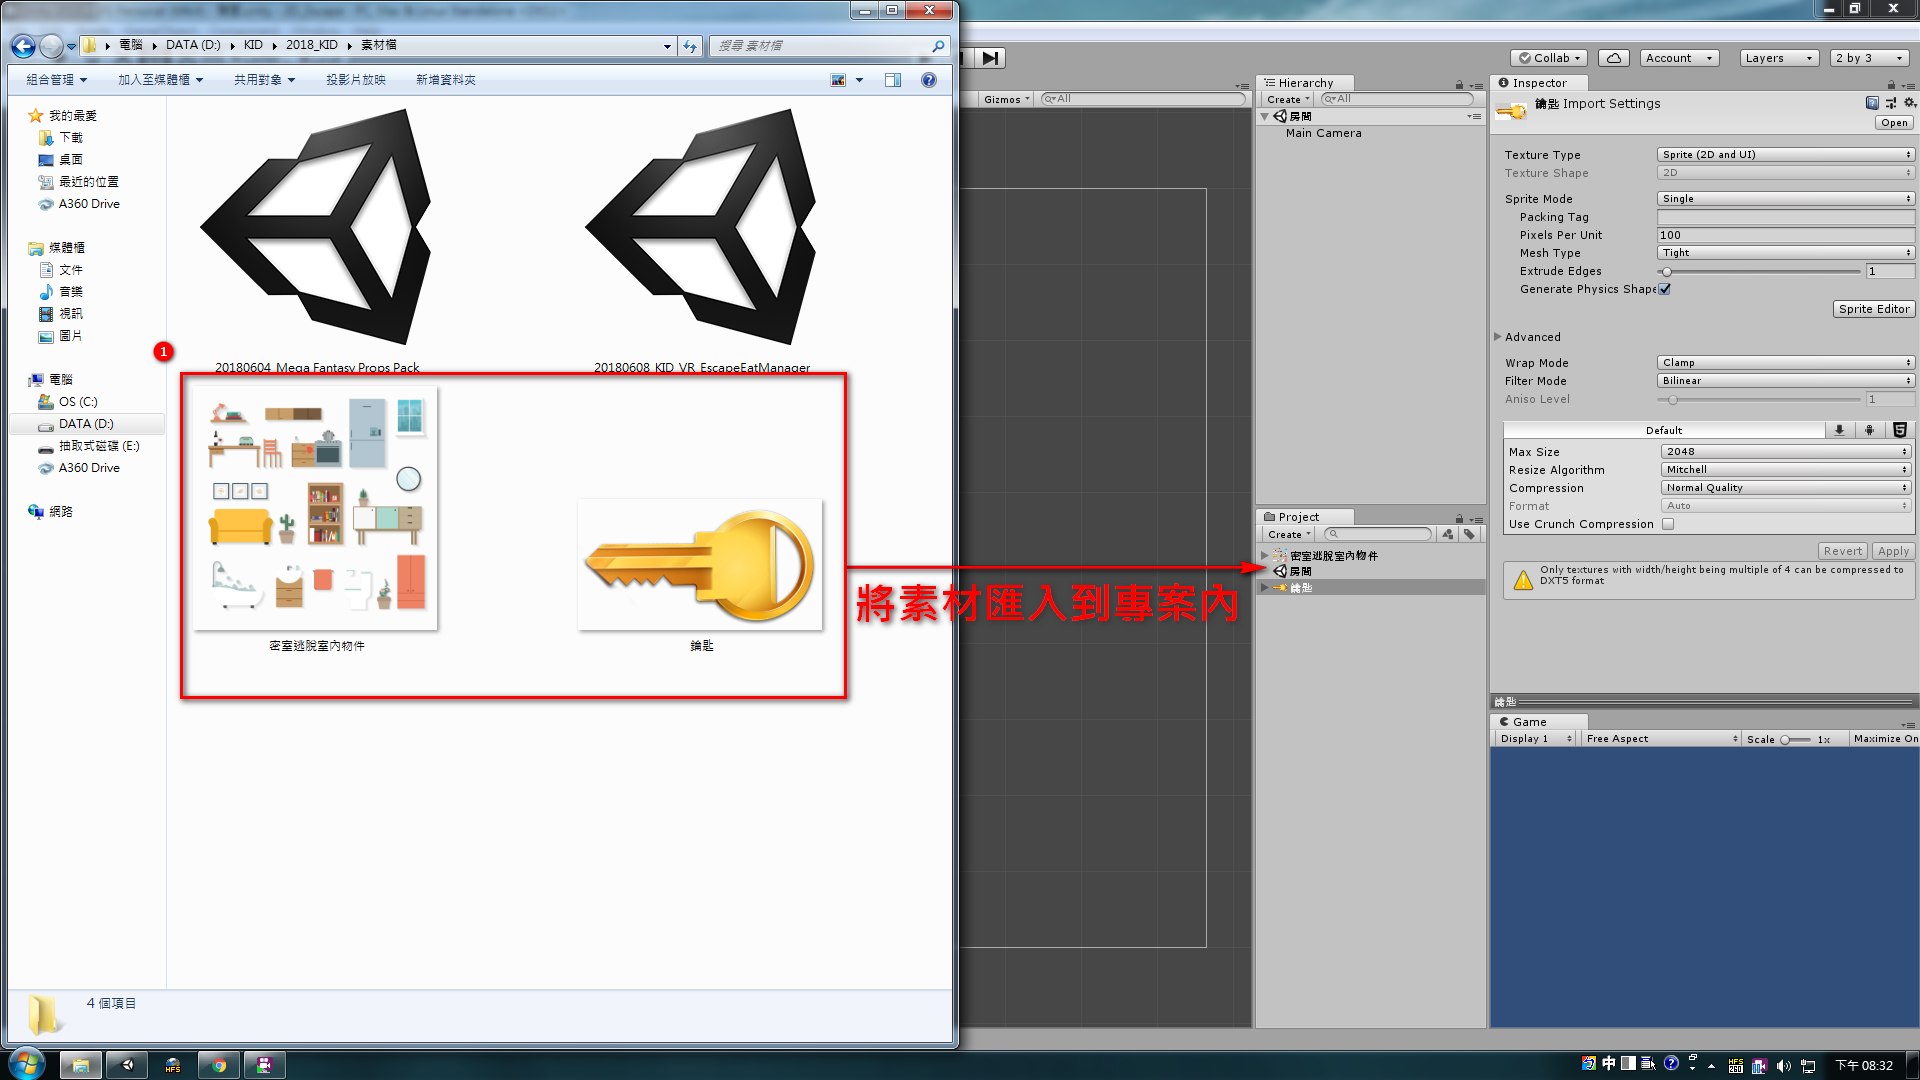 電腦 ▸ DATA (D:) ▸ KID ▸ 2018_KID ▸ 素材檔
搜尋 素材檔
組合管理 加入至媒體櫃 共用對象 投影片放映 新增資料夾
我的最愛
下載
桌面
最近的位置
A360 Drive
媒體櫃
文件
音樂
視訊
圖片
電腦
OS (C:)
DATA (D:)
抽取式磁碟 (E:)
A360 Drive
網路
20180604_Mega Fantasy Props Pack
20180608_KID_VR_EscapeEatManager
1
密室逃脫室內物件
鑰匙
將素材匯入到專案內
4 個項目
Collab
Account
Layers
2 by 3
Gizmos
All
Hierarchy
Create
All
房間
Main Camera
Project
Create
密室逃脫室內物件
房間
鑰匙
Inspector
鑰匙 Import Settings
Open
Texture Type Sprite (2D and UI)
Texture Shape 2D
Sprite Mode Single
Packing Tag
Pixels Per Unit 100
Mesh Type Tight
Extrude Edges 1
Generate Physics Shape
Sprite Editor
Advanced
Wrap Mode Clamp
Filter Mode Bilinear
Aniso Level 1
Default
Max Size 2048
Resize Algorithm Mitchell
Compression Normal Quality
Format Auto
Use Crunch Compression
Revert Apply
Only textures with width/height being multiple of 4 can be compressed to
DXT5 format
鑰匙
Game
Display 1 Free Aspect Scale 1x Maximize On
HFS
中
HFS
260
下午 08:32